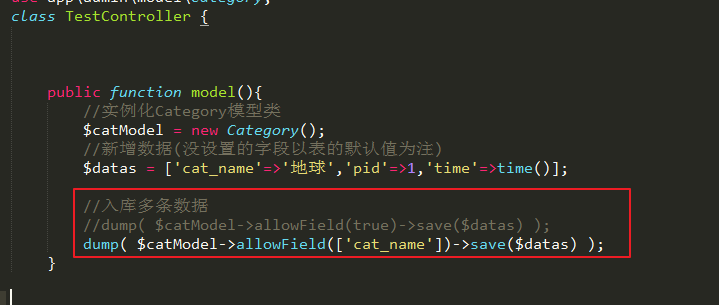 use app\admin\model\Category;
class TestController {
public function model(){
//实例化Category模型类
$catModel = new Category();
//新增数据(没设置的字段以表的默认值为注)
$datas = ['cat_name'=>'地球','pid'=>1,'time'=>time()];
//入库多条数据
//dump( $catModel->allowField(true)->save($datas) );
dump( $catModel->allowField(['cat_name'])->save($datas) );
}